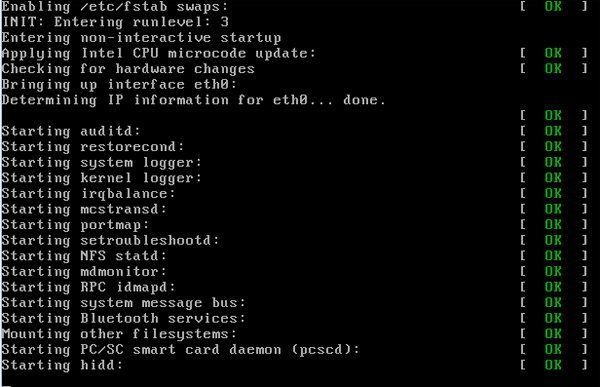 Enabling /etc/fstab swaps: [ OK ]
INIT: Entering runlevel: 3
Entering non-interactive startup
Applying Intel CPU microcode update: [ OK ]
Checking for hardware changes [ OK ]
Bringing up interface eth0:
Determining IP information for eth0... done.
[ OK ]
Starting auditd: [ OK ]
Starting restorecond: [ OK ]
Starting system logger: [ OK ]
Starting kernel logger: [ OK ]
Starting irqbalance: [ OK ]
Starting mcstransd: [ OK ]
Starting portmap: [ OK ]
Starting setroubleshootd: [ OK ]
Starting NFS statd: [ OK ]
Starting mdmonitor: [ OK ]
Starting RPC idmapd: [ OK ]
Starting system message bus: [ OK ]
Starting Bluetooth services: [ OK ]
Mounting other filesystems: [ OK ]
Starting PC/SC smart card daemon (pcscd): [ OK ]
Starting hidd: [ OK ]